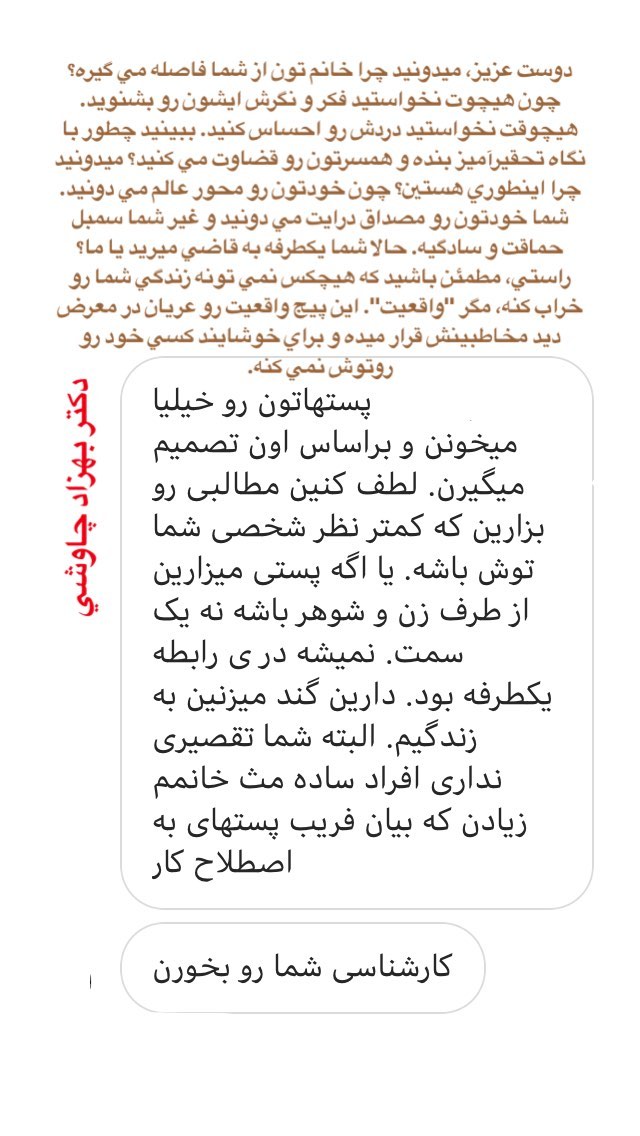 دوست عزيز، ميدونيد چرا خانم تون از شما فاصله مي گيره؟
چون هيچوت نخواستيد فكر و نگرش ايشون رو بشنويد.
هيچوقت نخواستيد دردش رو احساس كنيد. ببينيد چطور با
نگاه تحقيرآميز بنده و همسرتون رو قضاوت مي كنيد؟ ميدونيد
چرا اينطوري هستين؟ چون خودتون رو محور عالم مي دونيد.
شما خودتون رو مصداق درايت مي دونيد و غير شما سمبل
حماقت و سادگيه. حالا شما يكطرفه به قاضي ميريد يا ما؟
راستي، مطمئن باشيد كه هيچكس نمي تونه زندگي شما رو
خراب كنه، مگر "واقعيت". اين پيج واقعيت رو عريان در معرض
ديد مخاطبينش قرار ميده و براي خوشايند كسي خود رو
روتوش نمي كنه.
دكتر بهزاد چاوشي
پستهاتون رو خیلیا
میخونن و براساس اون تصمیم
میگیرن. لطف کنین مطالبی رو
بزارین که کمتر نظر شخصی شما
توش باشه. یا اگه پستی میزارین
از طرف زن و شوهر باشه نه یک
سمت. نمیشه در ی رابطه
یکطرفه بود. دارین گند میزنین به
زندگیم. البته شما تقصیری
نداری افراد ساده مث خانمم
زیادن که بیان فریب پستهای به
اصطلاح کار
کارشناسی شما رو بخورن